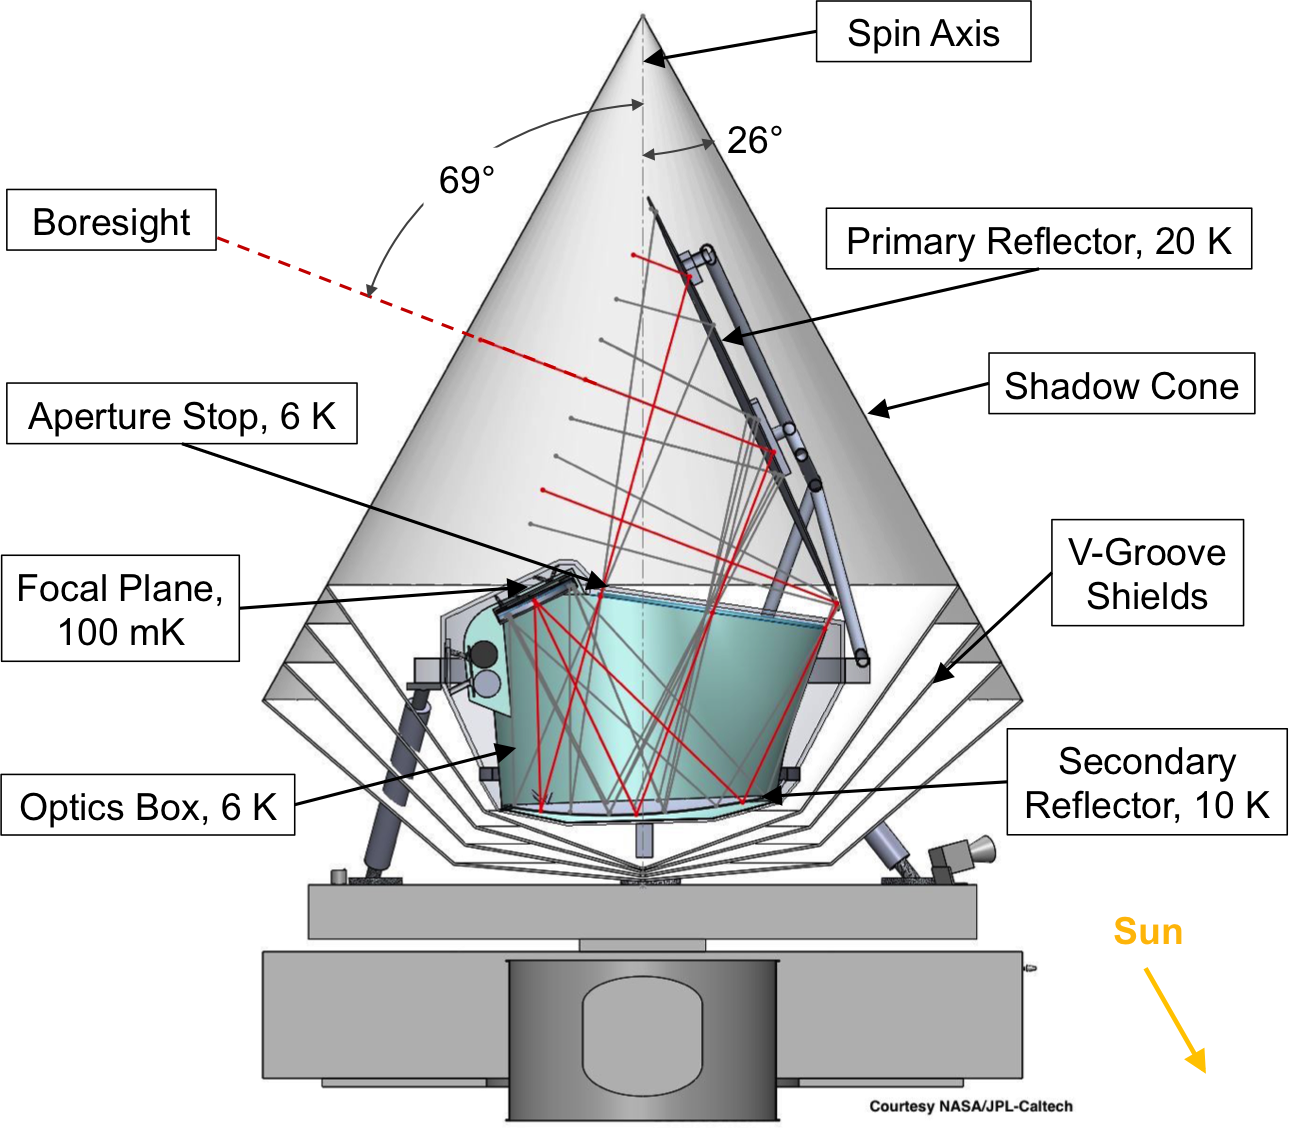 Spin Axis
69°
26°
Boresight
Primary Reflector, 20 K
Shadow Cone
Aperture Stop, 6 K
V-Groove
Shields
Focal Plane,
100 mK
Secondary
Reflector, 10 K
Optics Box, 6 K
Sun
Courtesy NASA/JPL-Caltech